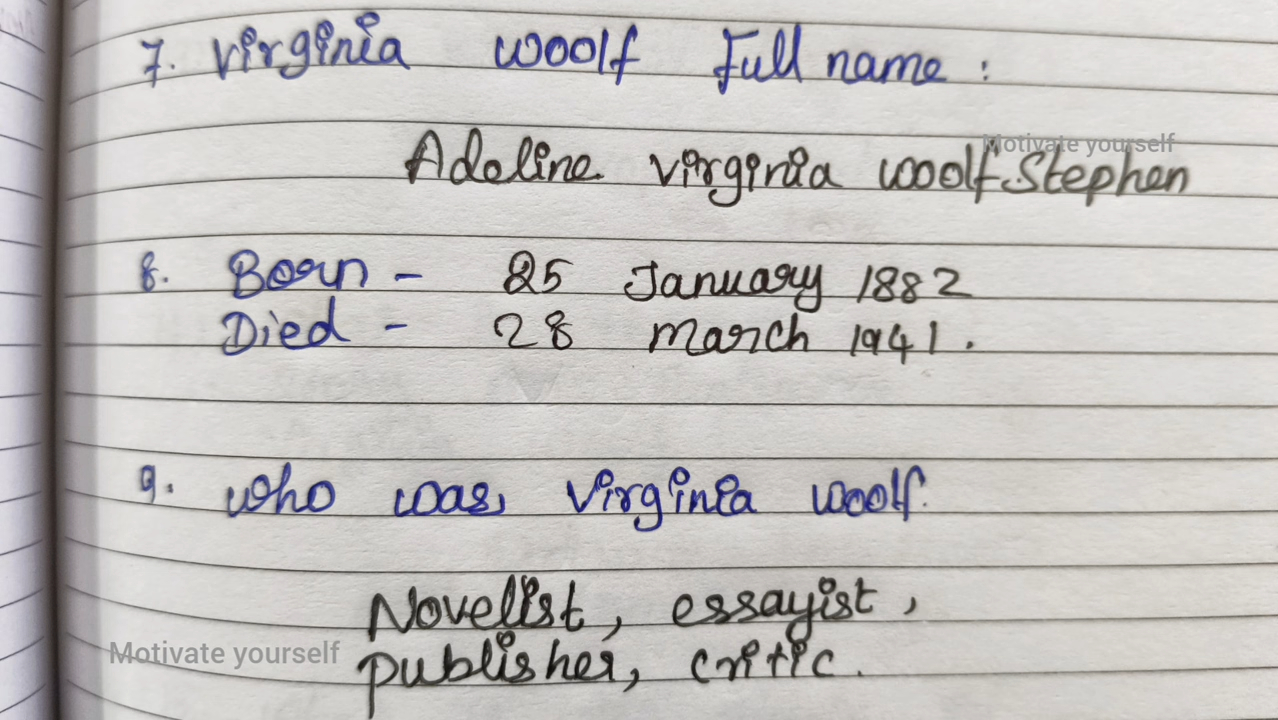 7. Virginia Woolf Full name :
Motivate yourself
Adeline Virginia Woolf Stephen
8. Born - 25 January 1882
Died - 28 March 1941.
9. Who was Virginia Woolf.
Novelist, essayist,
Motivate yourself
publisher, critic.